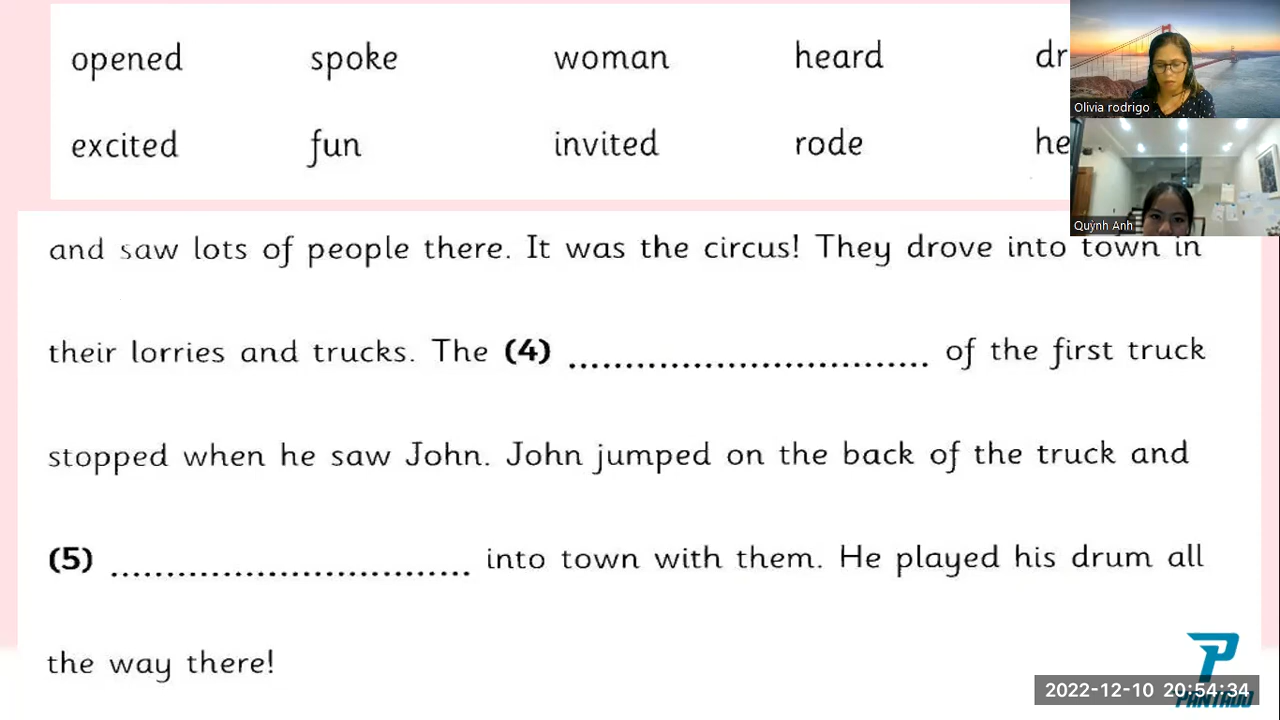 opened spoke woman heard dr
Olivia rodrigo
excited fun invited rode he
Quỳnh Anh
and saw lots of people there. It was the circus! They drove into town in
their lorries and trucks. The (4) ................................ of the first truck
stopped when he saw John. John jumped on the back of the truck and
(5) ................................ into town with them. He played his drum all
the way there!
2022-12-10 20:54:34
PANTADO